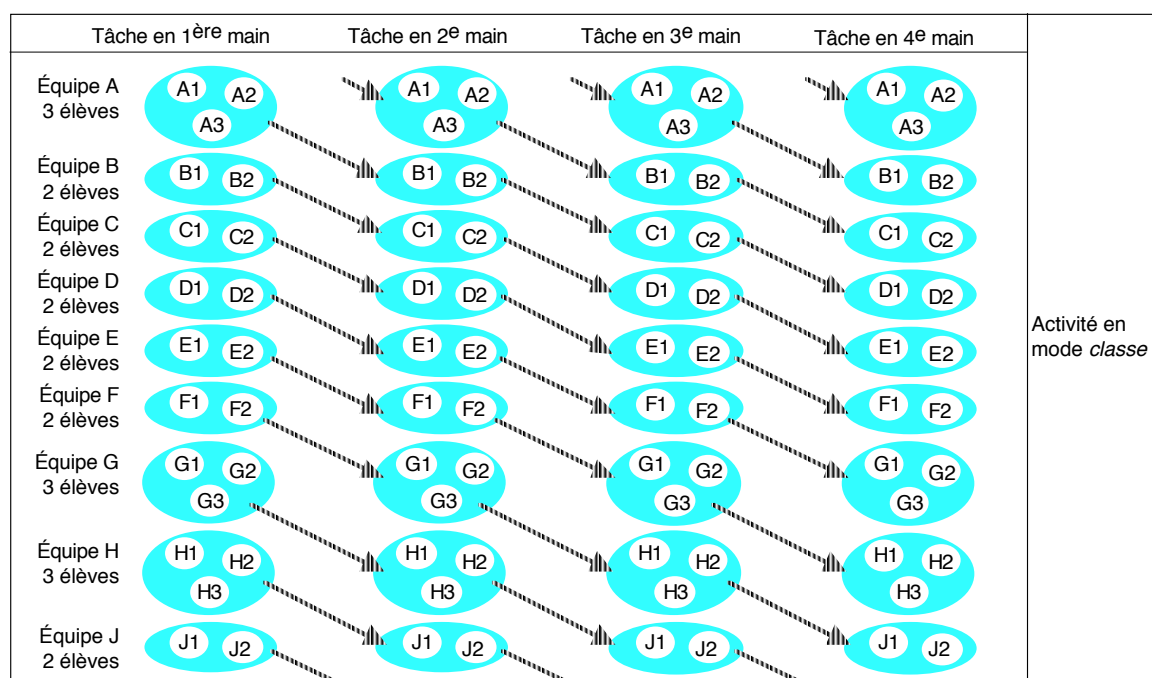 Tâche en 1ère main Tâche en 2e main Tâche en 3e main Tâche en 4e main
Équipe A
3 élèves
A1 A2 A3 A1 A2 A3 A1 A2 A3 A1 A2 A3
Équipe B
2 élèves
B1 B2 B1 B2 B1 B2 B1 B2
Équipe C
2 élèves
C1 C2 C1 C2 C1 C2 C1 C2
Équipe D
2 élèves
D1 D2 D1 D2 D1 D2 D1 D2
Équipe E
2 élèves
E1 E2 E1 E2 E1 E2 E1 E2
Équipe F
2 élèves
F1 F2 F1 F2 F1 F2 F1 F2
Équipe G
3 élèves
G1 G2 G3 G1 G2 G3 G1 G2 G3 G1 G2 G3
Équipe H
3 élèves
H1 H2 H3 H1 H2 H3 H1 H2 H3 H1 H2 H3
Équipe J
2 élèves
J1 J2 J1 J2 J1 J2 J1 J2
Activité en
mode classe